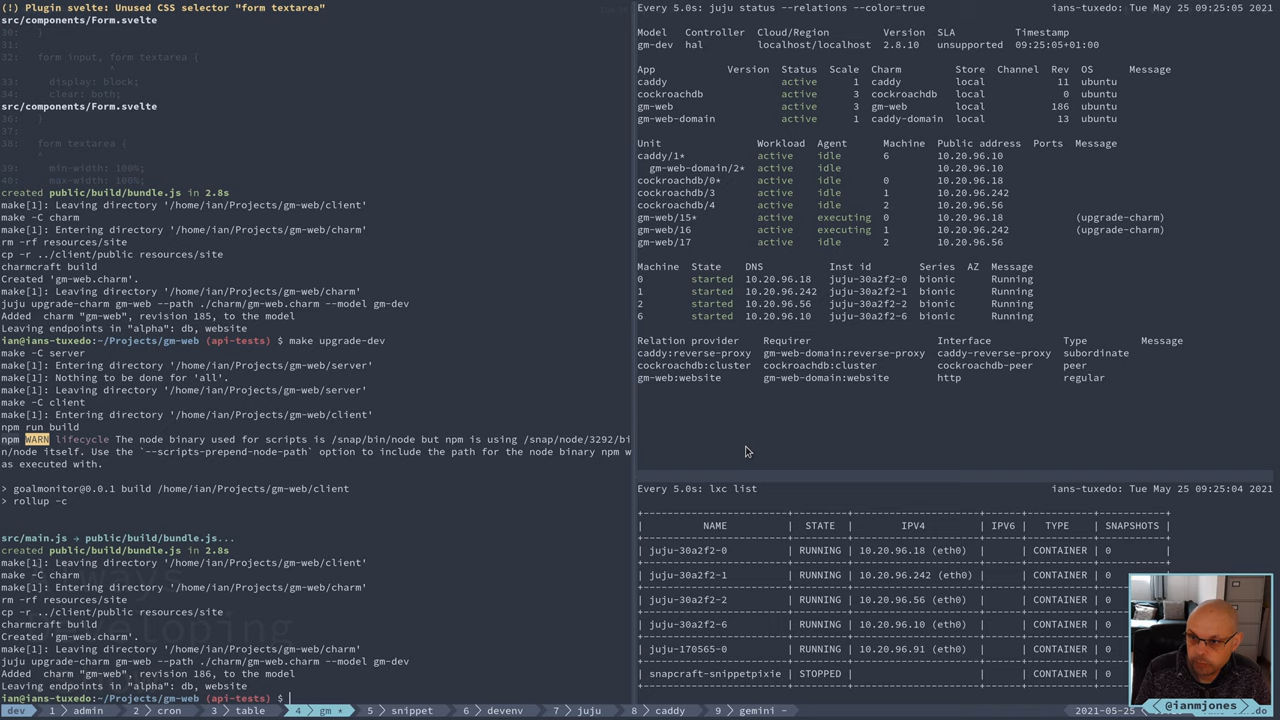 (!) Plugin svelte: Unused CSS selector "form textarea"
src/components/Form.svelte
30:   }
31:
      form input, form textarea {
      ^
33:     display: block;
34:     clear: both;
src/components/Form.svelte
36:   }
37:
      form textarea {
      ^
39:     min-width: 100%;
40:     max-width: 100%;
created public/build/bundle.js in 2.8s
make[1]: Leaving directory '/home/ian/Projects/gm-web/client'
make -C charm
make[1]: Entering directory '/home/ian/Projects/gm-web/charm'
rm -rf resources/site
cp -r ../client/public resources/site
charmcraft build
Created 'gm-web.charm'.
make[1]: Leaving directory '/home/ian/Projects/gm-web/charm'
juju upgrade-charm gm-web --path ./charm/gm-web.charm --model gm-dev
Added  charm "gm-web", revision 185, to the model
Leaving endpoints in "alpha": db, website
ian@ians-tuxedo:~/Projects/gm-web (api-tests) $ make upgrade-dev
make -C server
make[1]: Entering directory '/home/ian/Projects/gm-web/server'
make[1]: Nothing to be done for 'all'.
make[1]: Leaving directory '/home/ian/Projects/gm-web/server'
make -C client
make[1]: Entering directory '/home/ian/Projects/gm-web/client'
npm run build
npm WARN lifecycle The node binary used for scripts is /snap/bin/node but npm is using /snap/node/3292/bi
n/node itself. Use the `--scripts-prepend-node-path` option to include the path for the node binary npm w
as executed with.
> goalmonitor@0.0.1 build /home/ian/Projects/gm-web/client
> rollup -c
src/main.js → public/build/bundle.js...
created public/build/bundle.js in 2.8s
make[1]: Leaving directory '/home/ian/Projects/gm-web/client'
make -C charm
make[1]: Entering directory '/home/ian/Projects/gm-web/charm'
rm -rf resources/site
cp -r ../client/public resources/site
charmcraft build
Created 'gm-web.charm'.
make[1]: Leaving directory '/home/ian/Projects/gm-web/charm'
juju upgrade-charm gm-web --path ./charm/gm-web.charm --model gm-dev
Added  charm "gm-web", revision 186, to the model
Leaving endpoints in "alpha": db, website
ian@ians-tuxedo:~/Projects/gm-web (api-tests) $
Every 5.0s: juju status --relations --color=true    ians-tuxedo: Tue May 25 09:25:05 2021
Model   Controller  Cloud/Region         Version  SLA          Timestamp
gm-dev  hal         localhost/localhost  2.8.10   unsupported  09:25:05+01:00
App            Version  Status  Scale  Charm         Store  Channel  Rev  OS      Message
caddy                   active      1  caddy         local            11  ubuntu
cockroachdb             active      3  cockroachdb   local             0  ubuntu
gm-web                  active      3  gm-web        local           186  ubuntu
gm-web-domain           active      1  caddy-domain  local            13  ubuntu
Unit                Workload  Agent      Machine  Public address  Ports  Message
caddy/1*            active    idle       6        10.20.96.10
  gm-web-domain/2*  active    idle                10.20.96.10
cockroachdb/0*      active    idle       0        10.20.96.18
cockroachdb/3       active    idle       1        10.20.96.242
cockroachdb/4       active    idle       2        10.20.96.56
gm-web/15*          active    executing  0        10.20.96.18            (upgrade-charm)
gm-web/16           active    executing  1        10.20.96.242           (upgrade-charm)
gm-web/17           active    idle       2        10.20.96.56
Machine  State    DNS           Inst id        Series  AZ  Message
0        started  10.20.96.18   juju-30a2f2-0  bionic      Running
1        started  10.20.96.242  juju-30a2f2-1  bionic      Running
2        started  10.20.96.56   juju-30a2f2-2  bionic      Running
6        started  10.20.96.10   juju-30a2f2-6  bionic      Running
Relation provider    Requirer                     Interface            Type         Message
caddy:reverse-proxy  gm-web-domain:reverse-proxy  caddy-reverse-proxy  subordinate
cockroachdb:cluster  cockroachdb:cluster          cockroachdb-peer     peer
gm-web:website       gm-web-domain:website        http                 regular
Every 5.0s: lxc list    ians-tuxedo: Tue May 25 09:25:04 2021
| NAME | STATE | IPV4 | IPV6 | TYPE | SNAPSHOTS |
| juju-30a2f2-0 | RUNNING | 10.20.96.18 (eth0) | | CONTAINER | 0 |
| juju-30a2f2-1 | RUNNING | 10.20.96.242 (eth0) | | CONTAINER | 0
| juju-30a2f2-2 | RUNNING | 10.20.96.56 (eth0) | | CONTAINER | 0
| juju-30a2f2-6 | RUNNING | 10.20.96.10 (eth0) | | CONTAINER | 0
| juju-170565-0 | RUNNING | 10.20.96.91 (eth0) | | CONTAINER | 0
| snapcraft-snippetpixie | STOPPED | | | CONTAINER | 0
dev 1 admin 2 cron 3 table 4 gm * 5 snippet 6 devenv 7 juju 8 caddy 9 gemini - 2021-05-25
@ianmjones